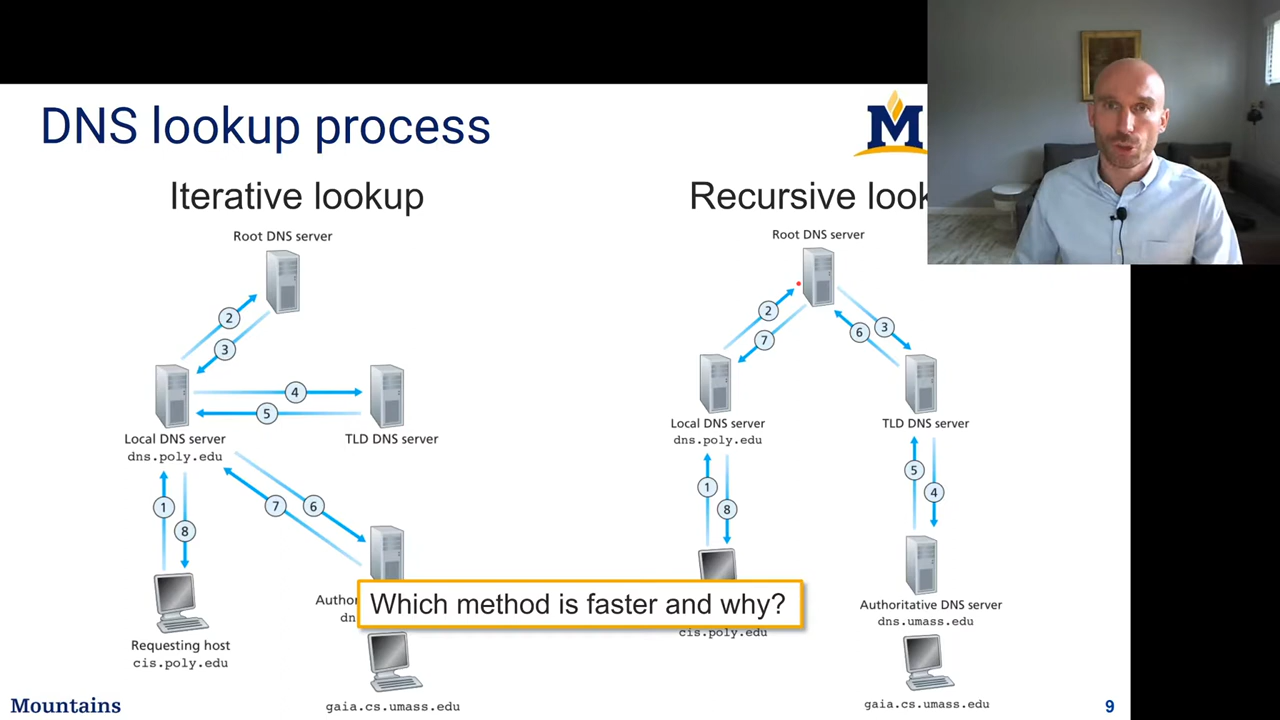 DNS lookup process
M
Iterative lookup
Root DNS server
2
3
4
5
Local DNS server
dns.poly.edu
TLD DNS server
1
8
7
6
Requesting host
cis.poly.edu
gaia.cs.umass.edu
Recursive
Root DNS server
2
7
6
3
Local DNS server
dns.poly.edu
TLD DNS server
1
8
5
4
cis.poly.edu
Authoritative DNS server
dns.umass.edu
gaia.cs.umass.edu
Which method is faster and why?
Mountains
9